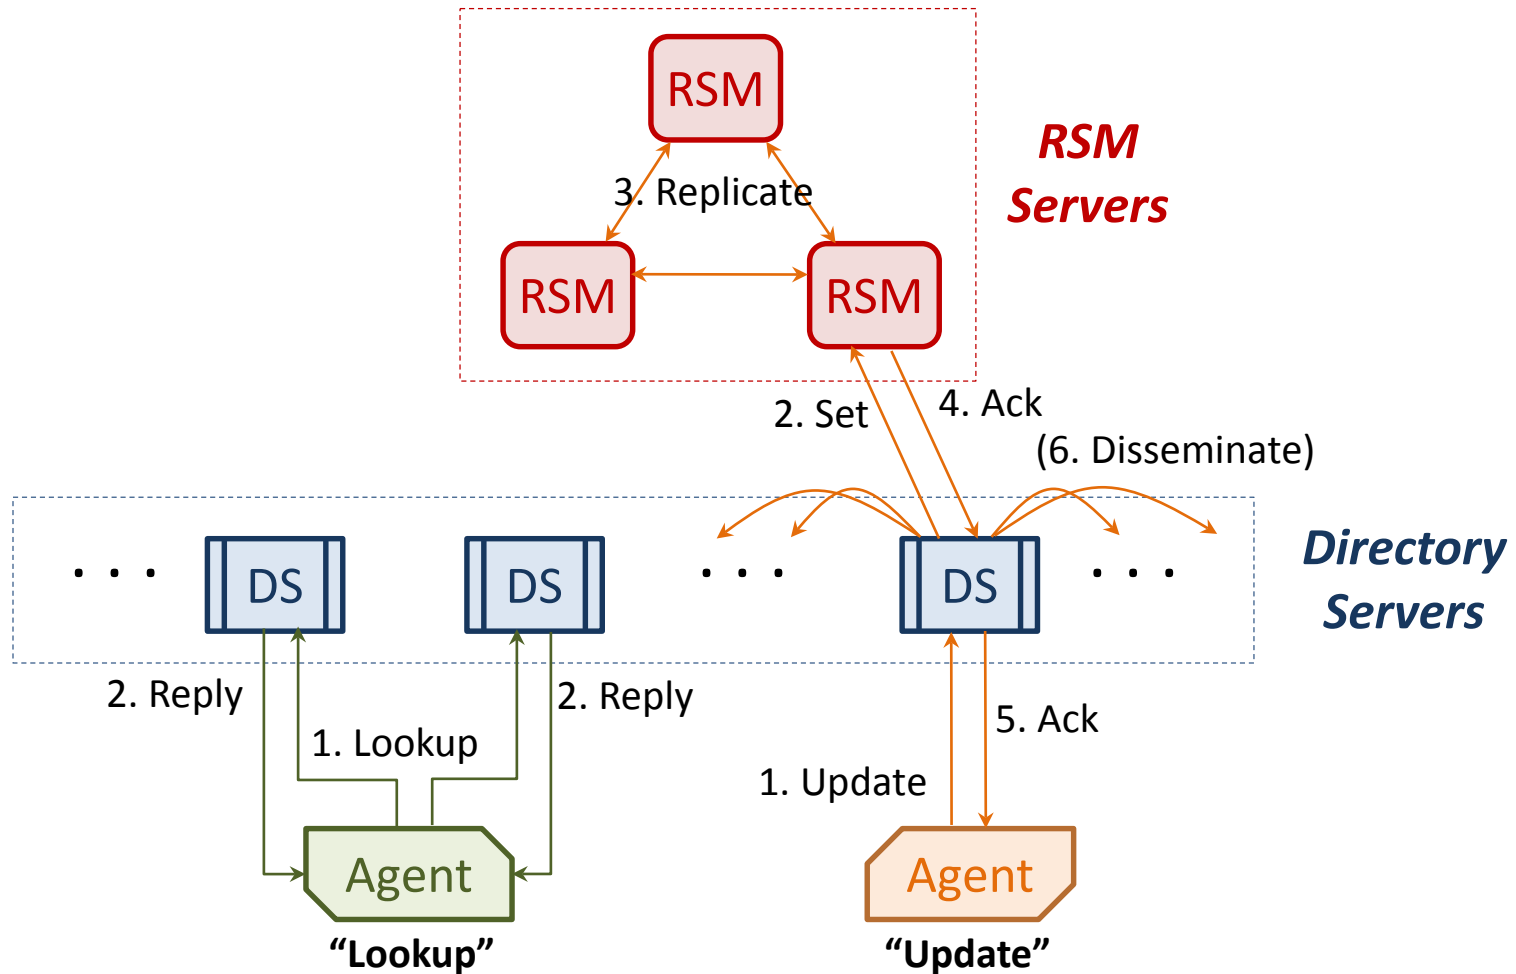 RSM
RSM
Servers
3. Replicate
RSM
RSM
2. Set
4. Ack
(6. Disseminate)
. . .
DS
DS
. . .
DS
. . .
Directory
Servers
2. Reply
2. Reply
1. Lookup
5. Ack
1. Update
Agent
Agent
“Lookup”
“Update”